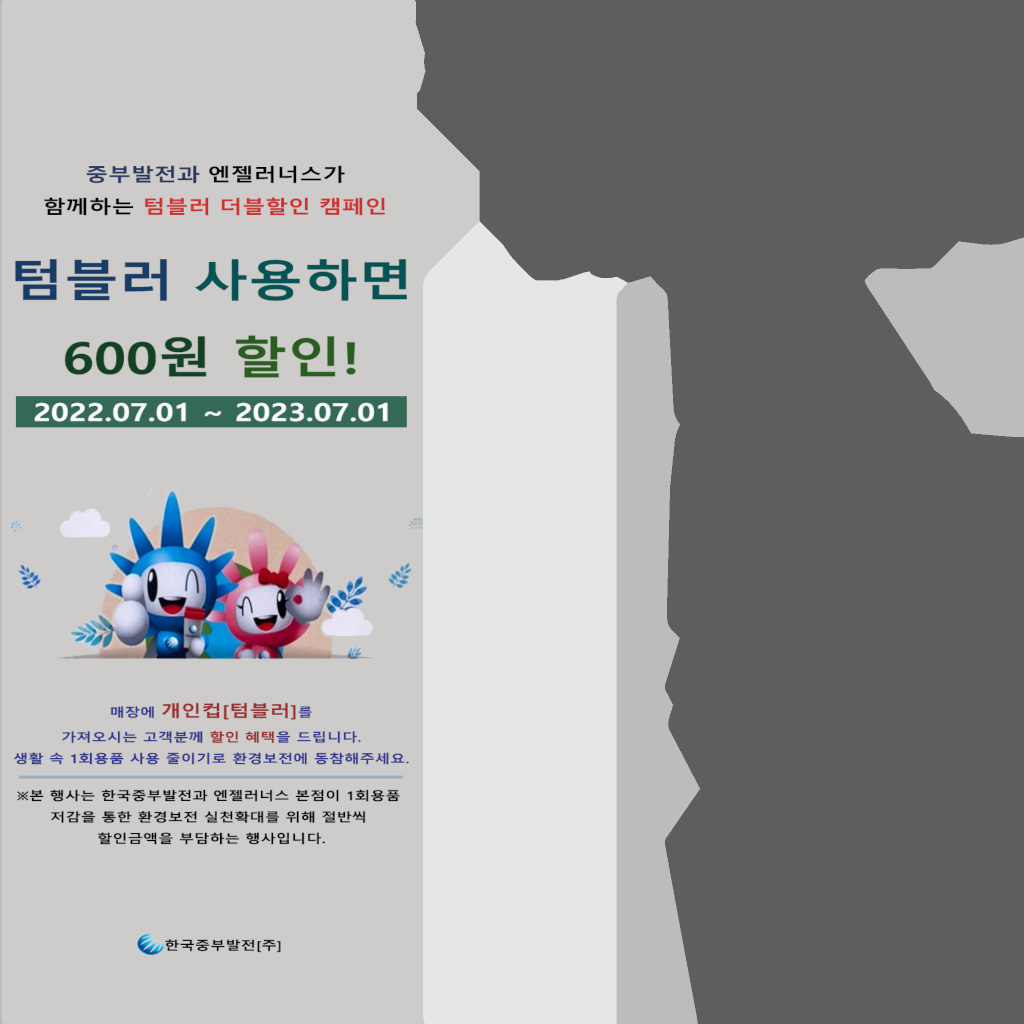 중부발전과 엔젤러너스가
함께하는 텀블러 더블할인 캠페인
텀블러 사용하면
600원 할인!
2022.07.01 ~ 2023.07.01
매장에 개인컵[텀블러]를
가져오시는 고객분께 할인 혜택을 드립니다.
생활 속 1회용품 사용 줄이기로 환경보전에 동참해주세요.
※본 행사는 한국중부발전과 엔젤러너스 본점이 1회용품
저감을 통한 환경보전 실천확대를 위해 절반씩
할인금액을 부담하는 행사입니다.
한국중부발전[주]